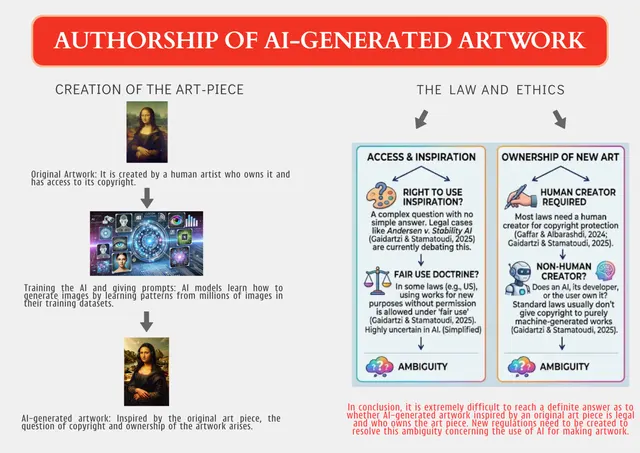 AUTHORSHIP OF AI-GENERATED ARTWORK
CREATION OF THE ART-PIECE
Original Artwork: It is created by a human artist who owns it and
has access to its copyright.
Training the AI and giving prompts: AI models learn how to
generate images by learning patterns from millions of images in
their training datasets.
AI-generated artwork: Inspired by the original art piece, the
question of copyright and ownership of the artwork arises.
THE LAW AND ETHICS
ACCESS & INSPIRATION
RIGHT TO USE
INSPIRATION?
A complex question with no
simple answer. Legal cases
like Andersen v. Stability AI
(Gaidartzi & Stamatoudi, 2025)
are currently debating this.
FAIR USE DOCTRINE?
In some laws (e.g., US),
using works for new
purposes without permission
is allowed under 'fair use'
(Gaidartzi & Stamatoudi, 2025).
Highly uncertain in AI. (Simplified)
AMBIGUITY
OWNERSHIP OF NEW ART
HUMAN CREATOR
REQUIRED
Most laws need a human
creator for copyright protection
(Gaffar & Albarashdi, 2024;
Gaidartzi & Stamatoudi, 2025).
NON-HUMAN
CREATOR?
Does an AI, its developer,
or the user own it?
Standard laws usually don't
give copyright to purely
machine-generated works
(Gaidartzi & Stamatoudi, 2025).
AMBIGUITY
In conclusion, it is extremely difficult to reach a definite answer as to
whether AI-generated artwork inspired by an original art piece is legal
and who owns the art piece. New regulations need to be created to
resolve this ambiguity concerning the use of AI for making artwork.